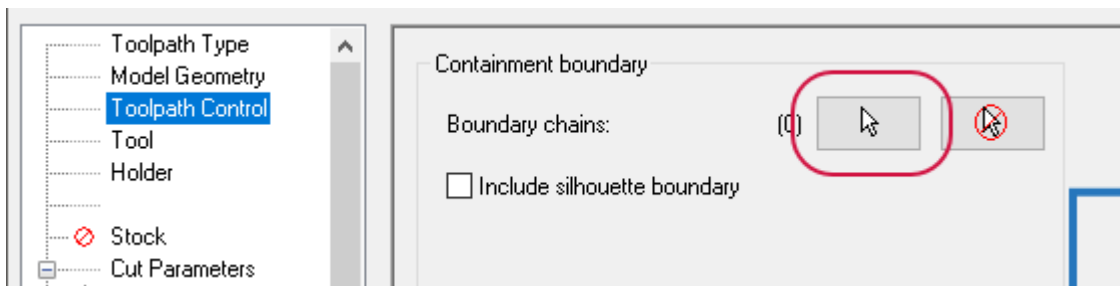 Toolpath Type
Model Geometry
Toolpath Control
Tool
Holder
Stock
Cut Parameters
Containment boundary
Boundary chains: (0)
Include silhouette boundary